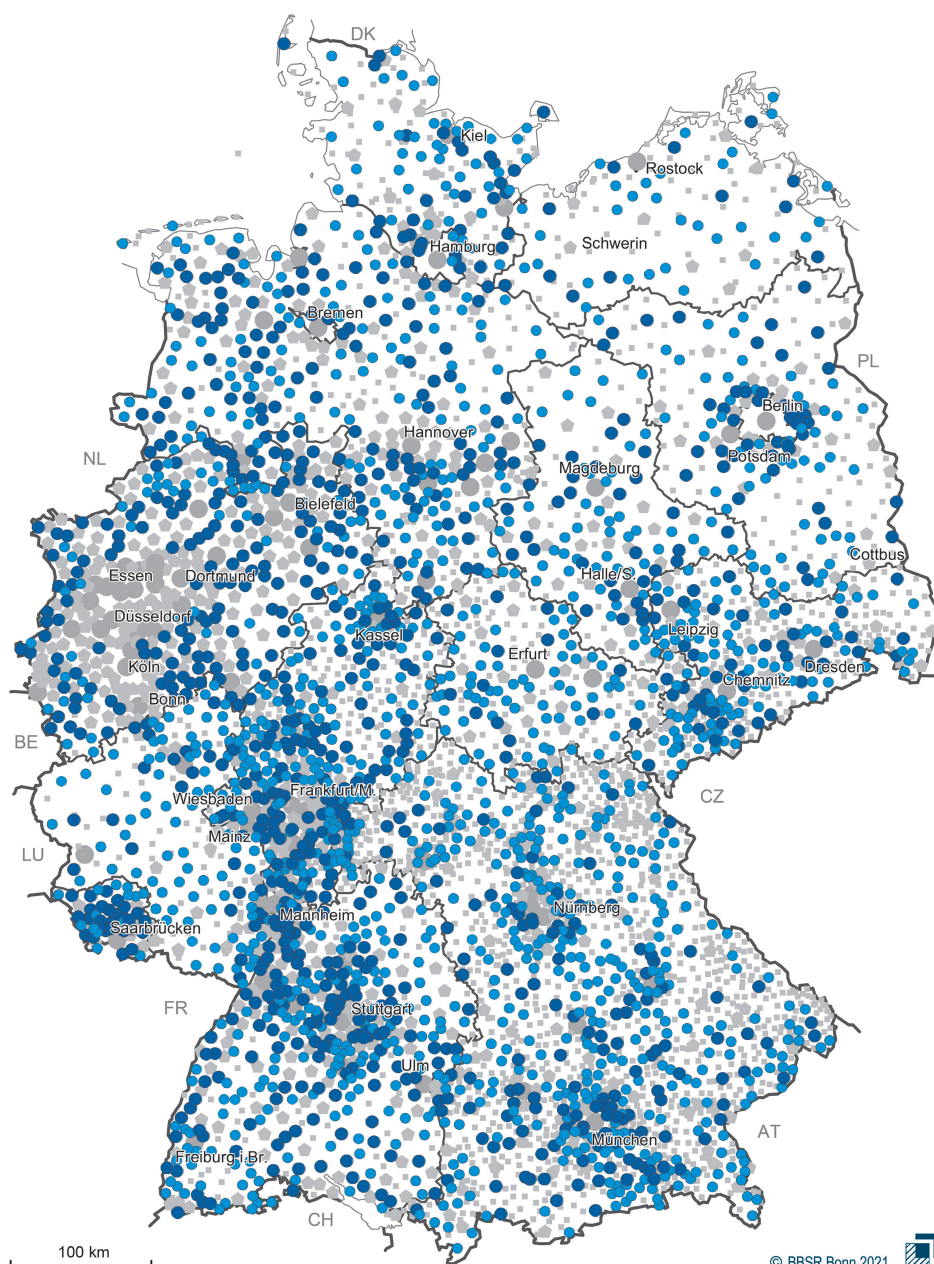 DK
Kiel
Rostock
Hamburg
Schwerin
Bremen
PL
Berlin
Hannover
NL
Potsdam
Magdeburg
Bielefeld
Cottbus
Essen
Dortmund
Halle/S.
Düsseldorf
Leipzig
Kassel
Erfurt
Dresden
Köln
Chemnitz
Bonn
BE
Frankfurt/M.
Wiesbaden
CZ
Mainz
LU
Nürnberg
Mannheim
Saarbrücken
FR
Stuttgart
Ulm
AT
München
Freiburg i.Br.
CH
100 km
© BBSR Bonn 2021